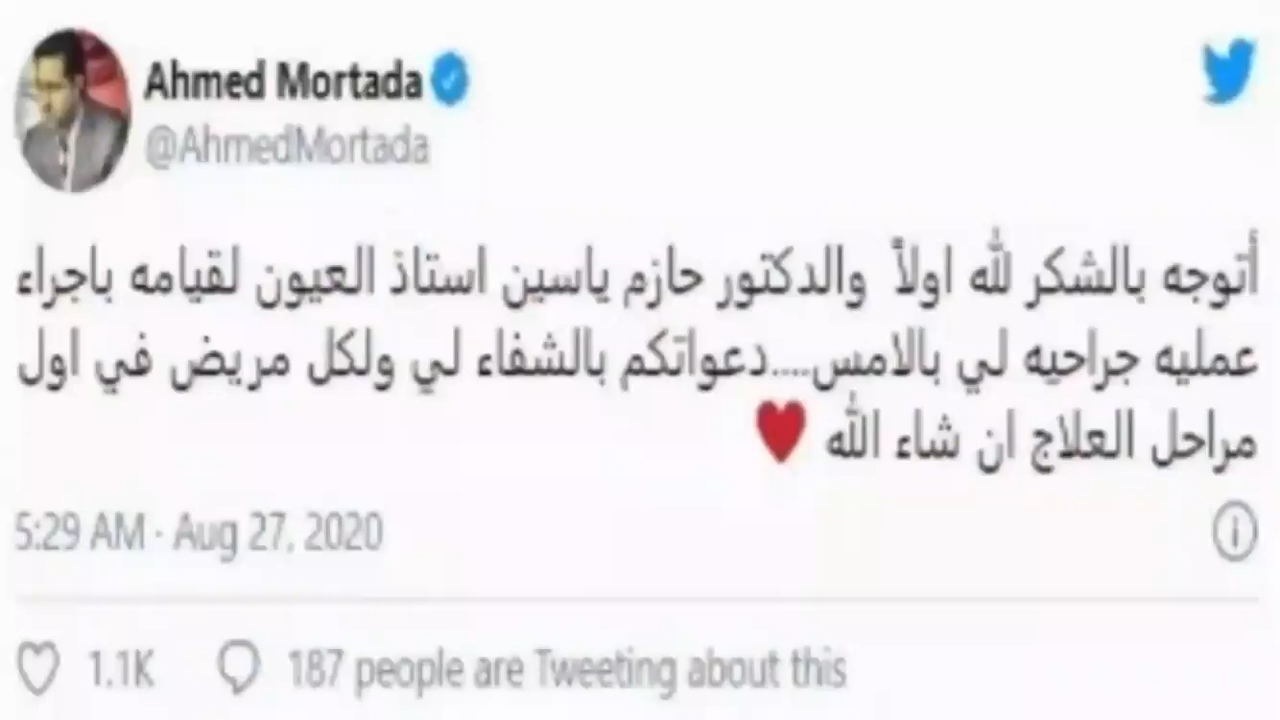 Ahmed Mortada
@AhmedMortada
أتوجه بالشكر لله اولاً والدكتور حازم ياسين استاذ العيون لقيامه باجراء
عمليه جراحيه لي بالامس....دعواتكم بالشفاء لي ولكل مريض في اول
مراحل العلاج ان شاء الله ♥
5:29 AM · Aug 27, 2020
1.1K 187 people are Tweeting about this